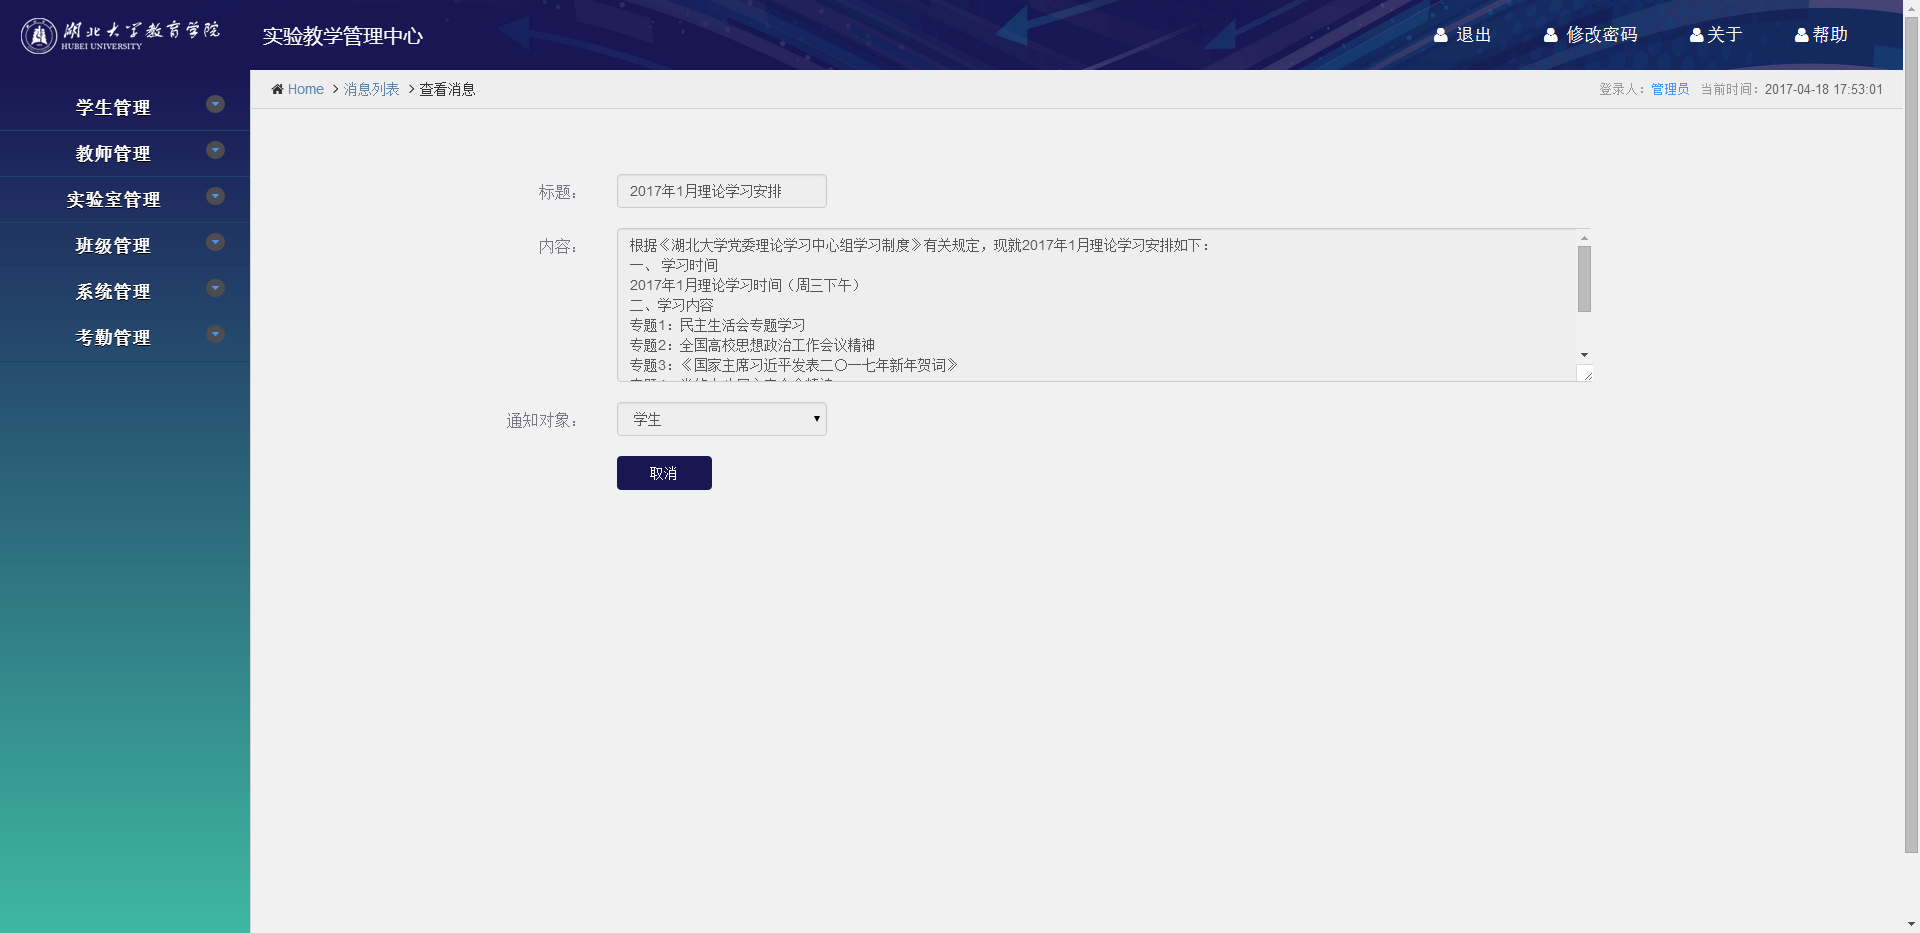 湖北大学教育学院
HUBEI UNIVERSITY
实验教学管理中心
退出 修改密码 关于 帮助
Home > 消息列表 > 查看消息
登录人：管理员 当前时间：2017-04-18 17:53:01
学生管理
教师管理
实验室管理
班级管理
系统管理
考勤管理
标题：
2017年1月理论学习安排
内容：
根据《湖北大学党委理论学习中心组学习制度》有关规定，现就2017年1月理论学习安排如下：
一、 学习时间
2017年1月理论学习时间（周三下午）
二、学习内容
专题1：民主生活会专题学习
专题2：全国高校思想政治工作会议精神
专题3：《国家主席习近平发表二〇一七年新年贺词》
通知对象：
学生
取消